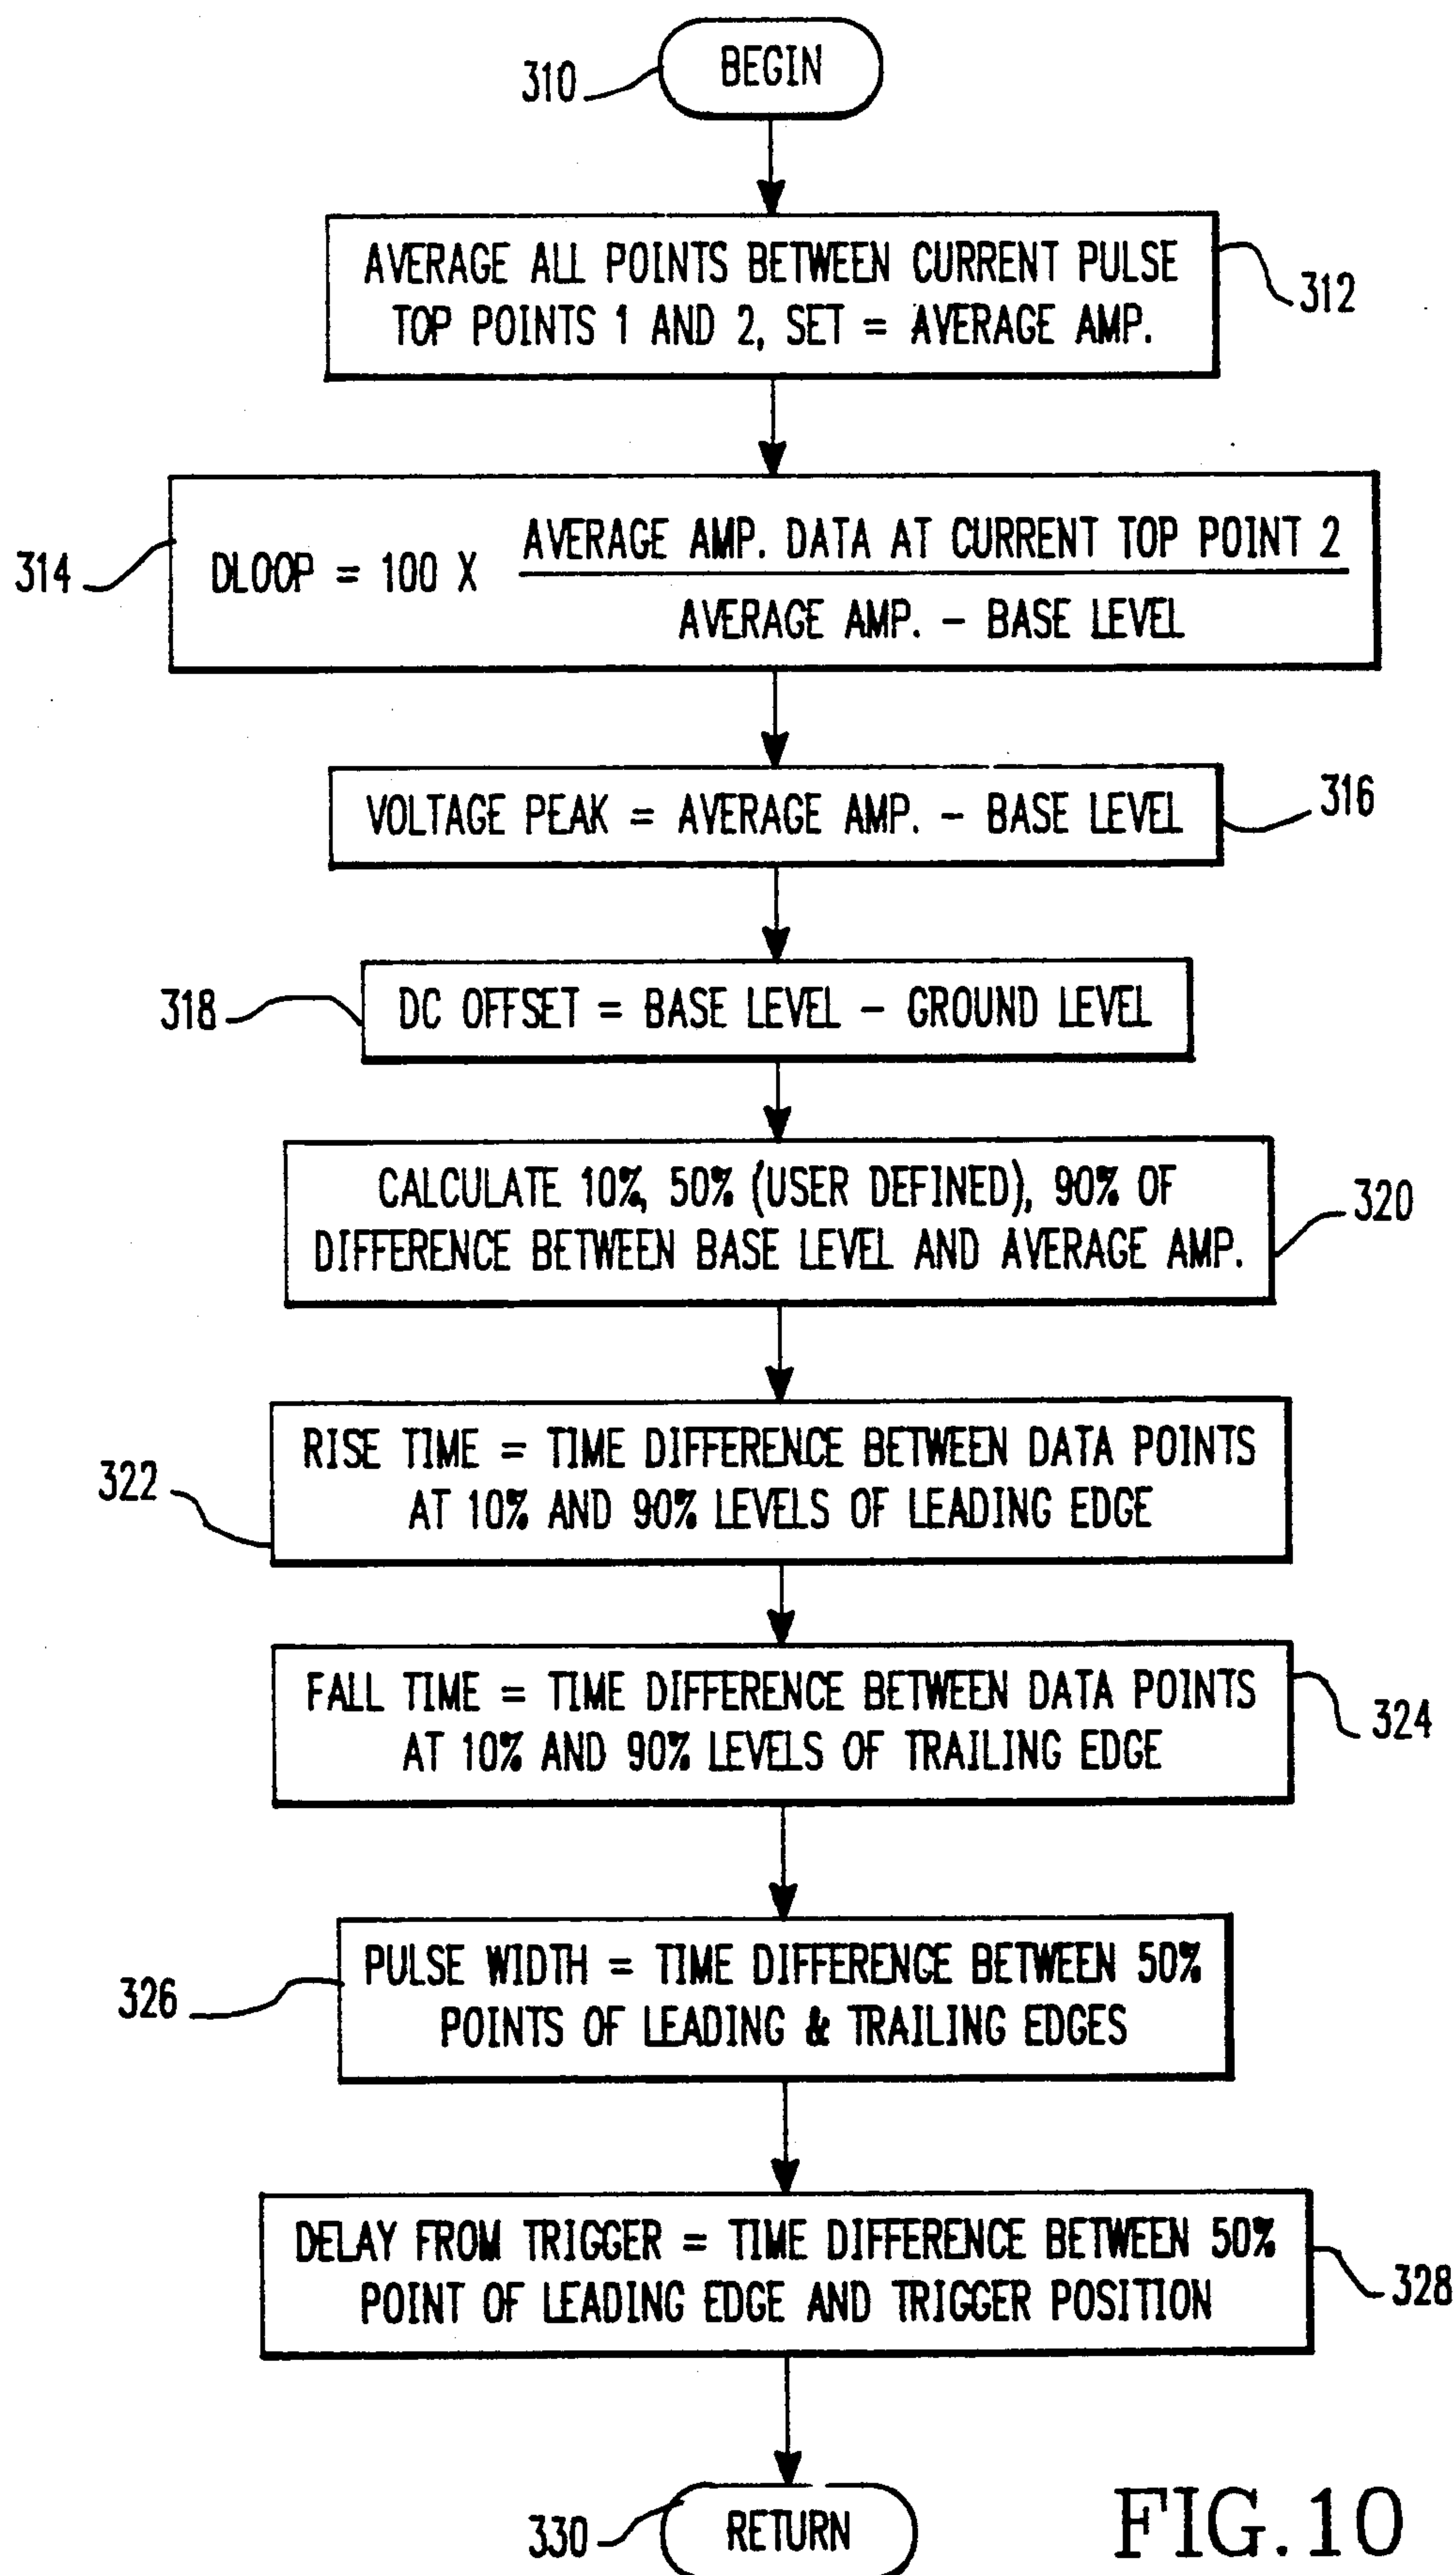 BEGIN
310
AVERAGE ALL POINTS BETWEEN CURRENT PULSE
TOP POINTS 1 AND 2, SET = AVERAGE AMP.
312
AVERAGE AMP. DATA AT CURRENT TOP POINT 2
314
DLOOP = 100 X
AVERAGE AMP. - BASE LEVEL
VOLTAGE PEAK = AVERAGE AMP. - BASE LEVEL
316
318
DC OFFSET = BASE LEVEL - GROUND LEVEL
CALCULATE 10%, 50% (USER DEFINED), 90% OF
DIFFERENCE BETWEEN BASE LEVEL AND AVERAGE AMP.
320
RISE TIME = TIME DIFFERENCE BETWEEN DATA POINTS
AT 10% AND 90% LEVELS OF LEADING EDGE
322
FALL TIME = TIME DIFFERENCE BETWEEN DATA POINTS
AT 10% AND 90% LEVELS OF TRAILING EDGE
324
PULSE WIDTH = TIME DIFFERENCE BETWEEN 50%
POINTS OF LEADING & TRAILING EDGES
326
DELAY FROM TRIGGER = TIME DIFFERENCE BETWEEN 50%
POINT OF LEADING EDGE AND TRIGGER POSITION
328
330
RETURN
FIG. 10